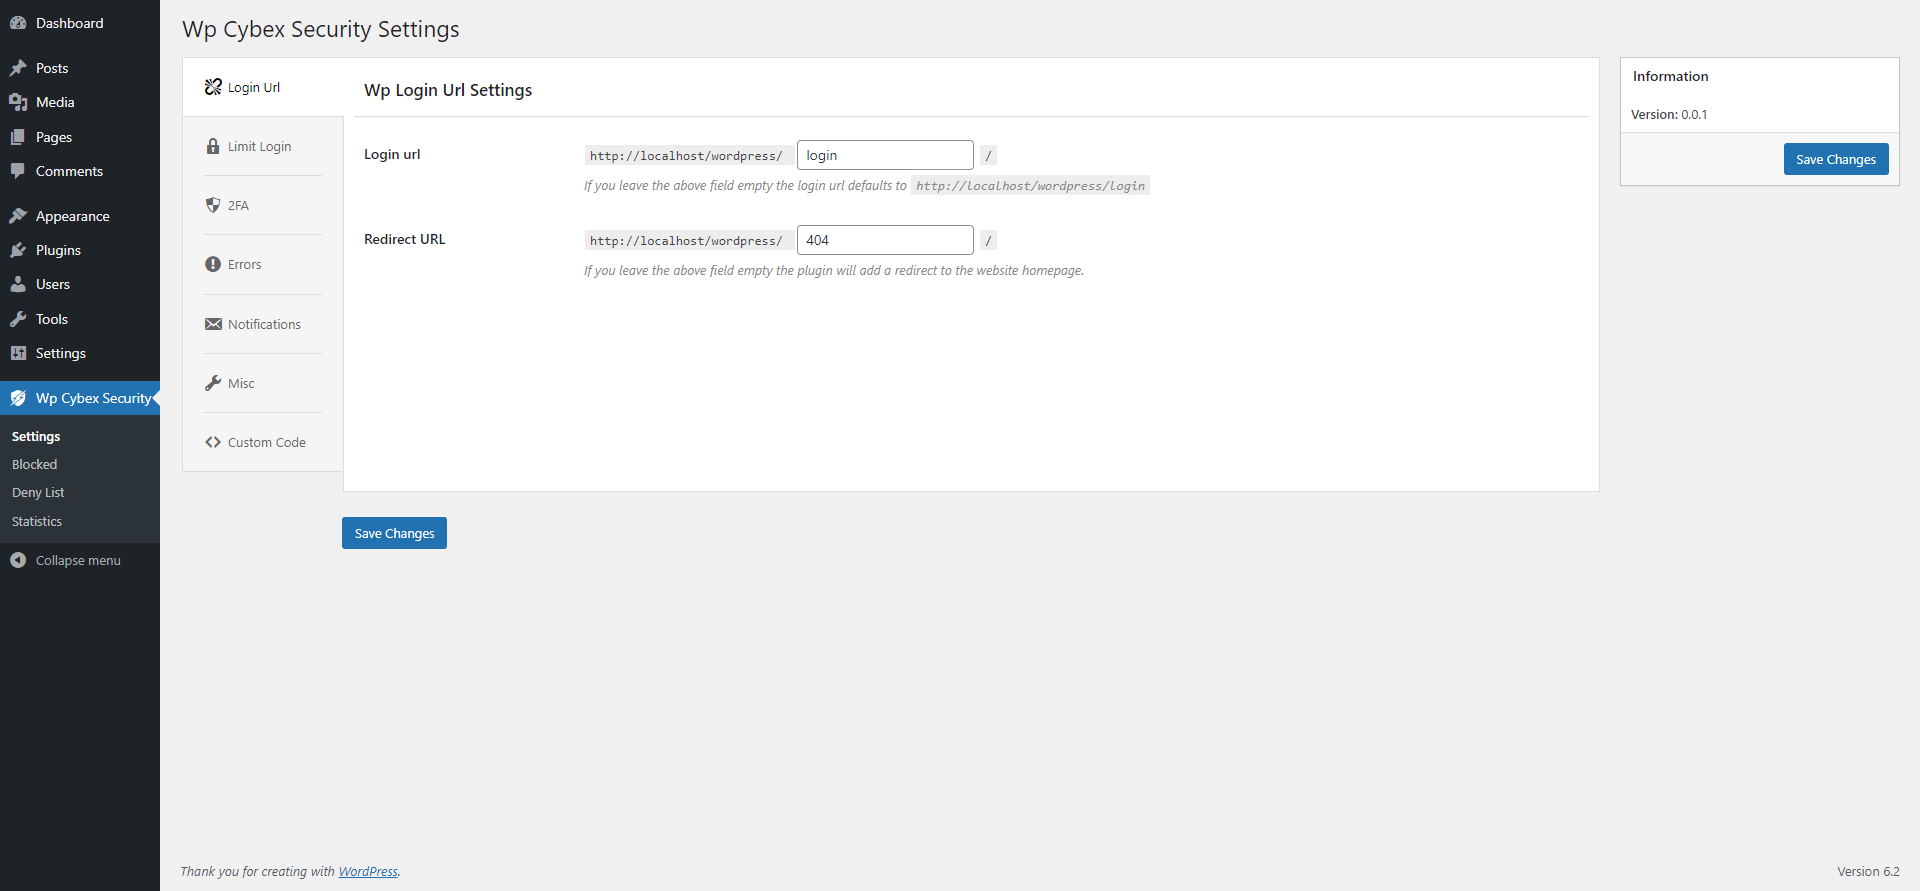 Dashboard
Posts
Media
Pages
Comments
Appearance
Plugins
Users
Tools
Settings
Wp Cybex Security
Settings
Blocked
Deny List
Statistics
Collapse menu
Wp Cybex Security Settings
Login Url
Limit Login
2FA
Errors
Notifications
Misc
Custom Code
Wp Login Url Settings
Login url
http://localhost/wordpress/ login /
If you leave the above field empty the login url defaults to http://localhost/wordpress/login
Redirect URL
http://localhost/wordpress/ 404 /
If you leave the above field empty the plugin will add a redirect to the website homepage.
Save Changes
Information
Version: 0.0.1
Save Changes
Thank you for creating with WordPress.
Version 6.2